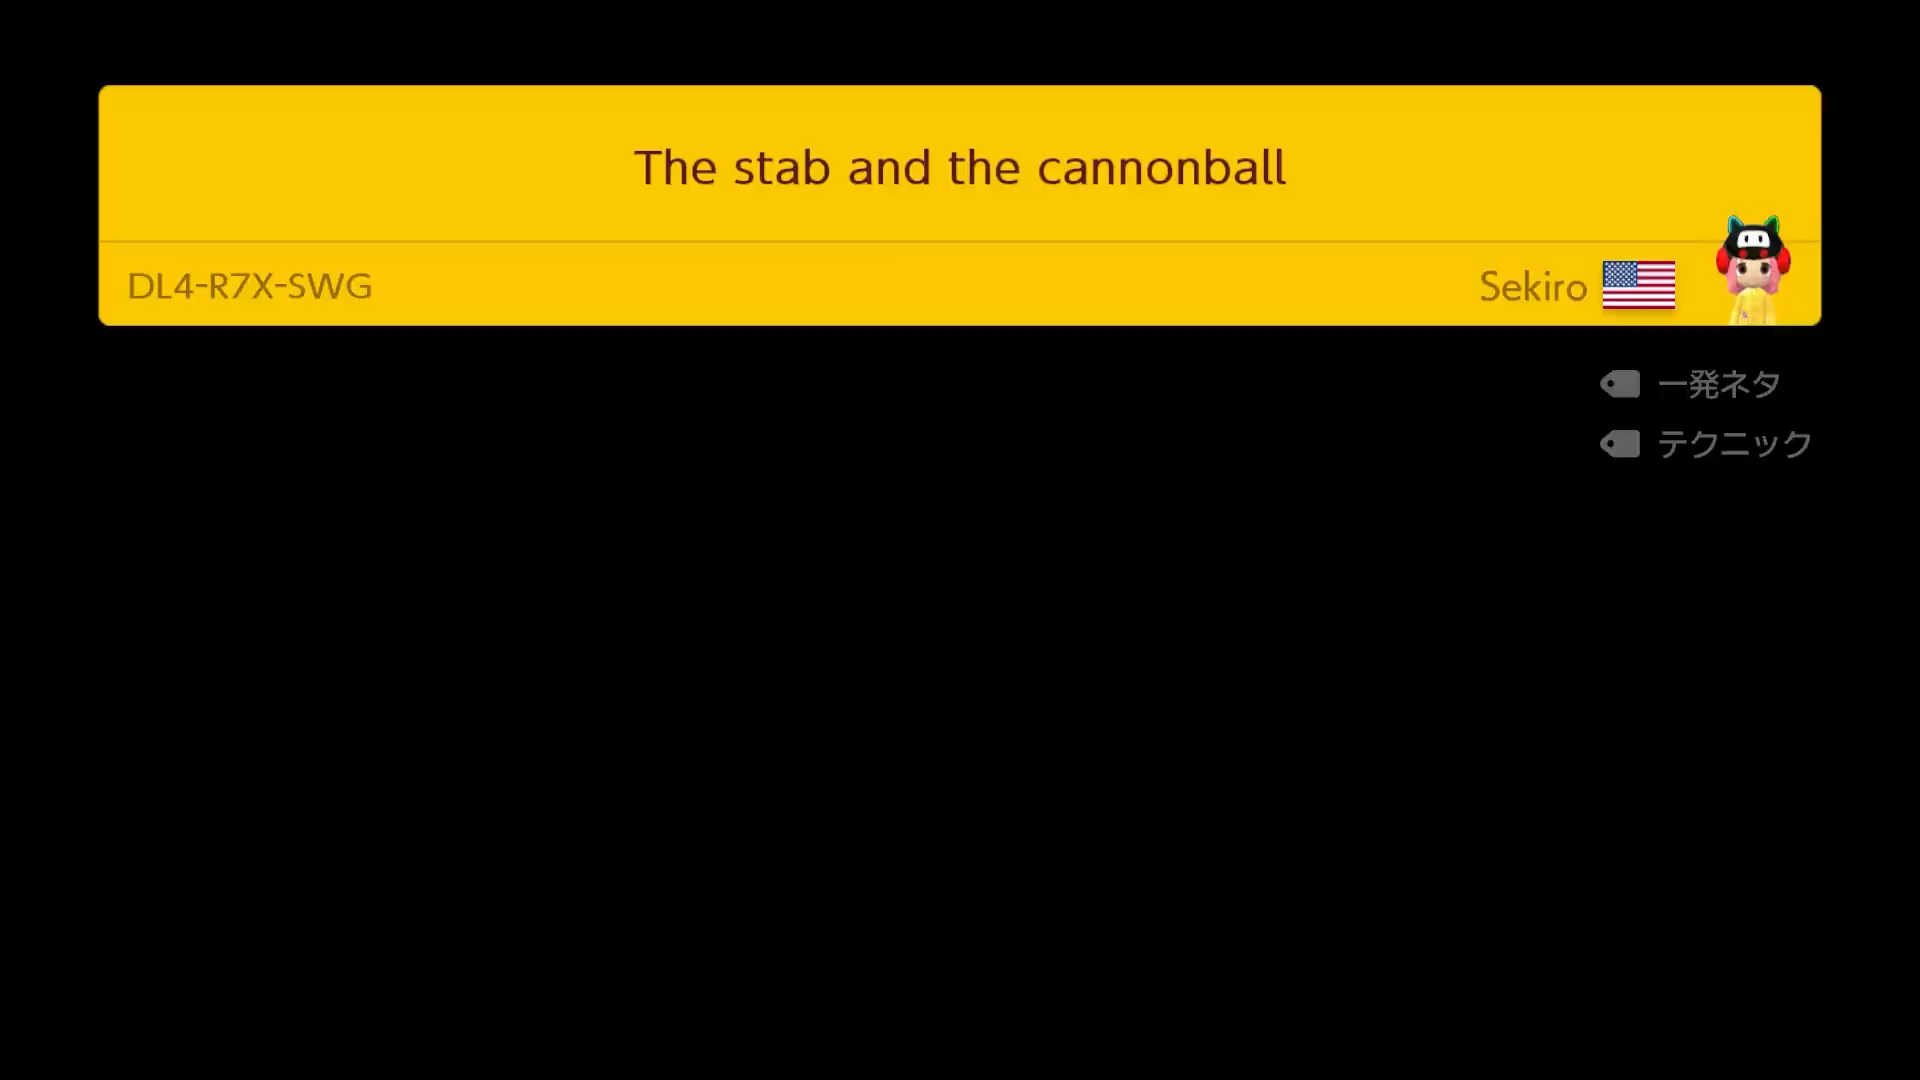 The stab and the cannonball
DL4-R7X-SWG
Sekiro
一発ネタ
テクニック